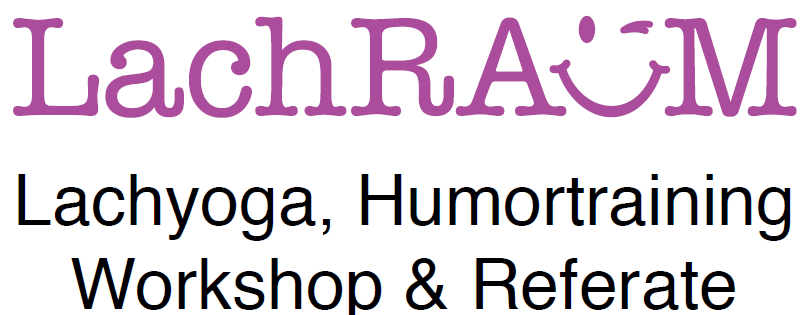 LachRAUM
Lachyoga, Humortraining
Workshop & Referate